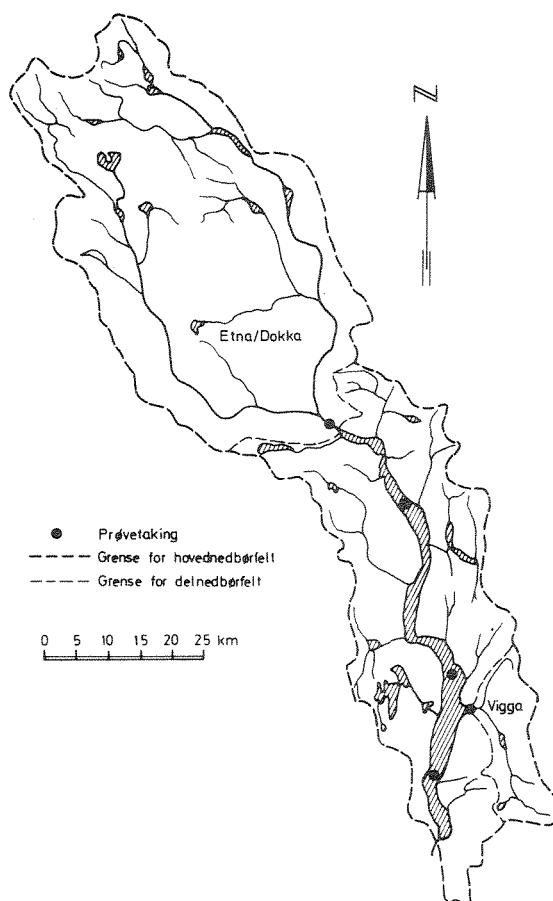 N
Etna/Dokka
Prøvetaking
Grense for hovednedbørfelt
Grense for delnedbørfelt
0 5 10 15 20 25 km
Vigga